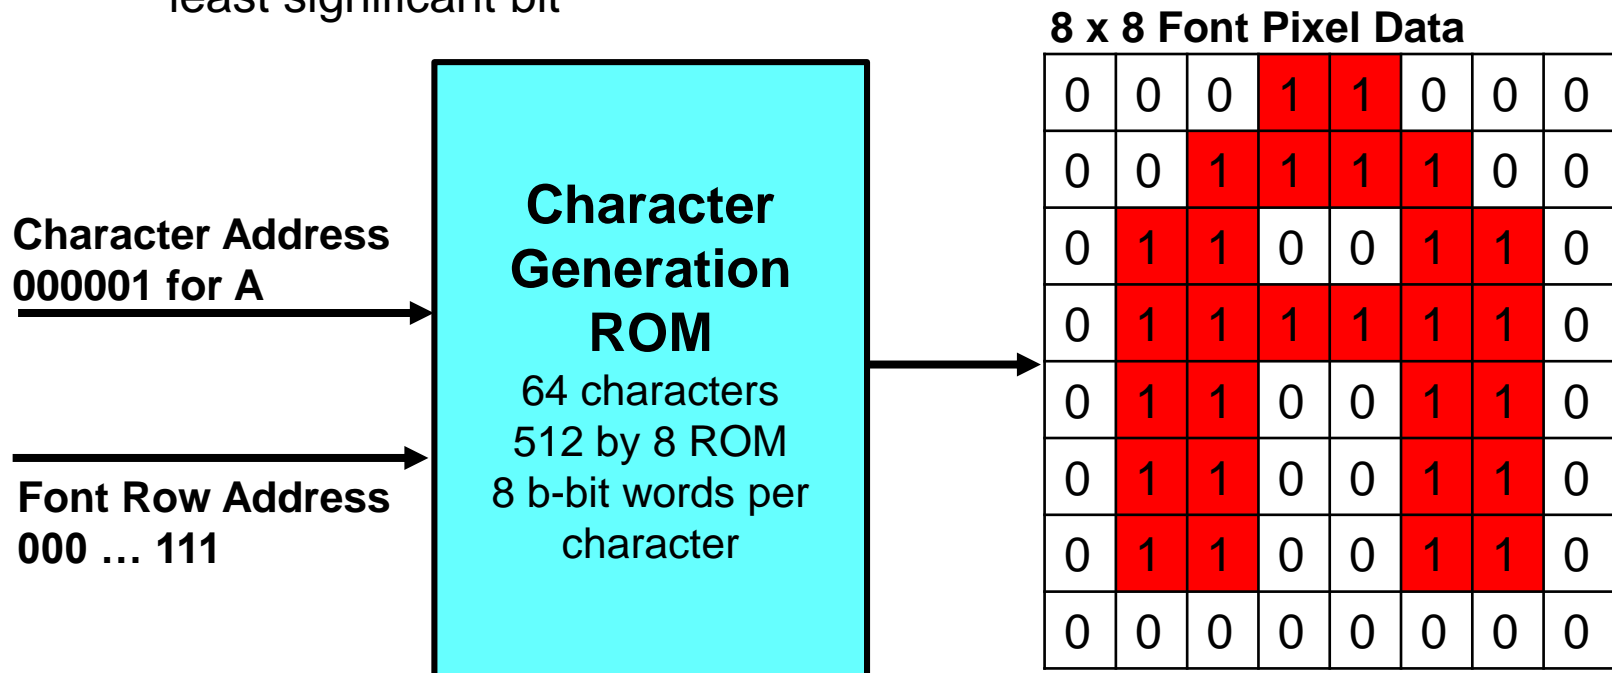 least significant bit
8 x 8 Font Pixel Data
Character Address
000001 for A
Font Row Address
000 … 111
Character
Generation
ROM
64 characters
512 by 8 ROM
8 b-bit words per
character
0 0 0 1 1 0 0 0
0 0 1 1 1 1 0 0
0 1 1 0 0 1 1 0
0 1 1 1 1 1 1 0
0 1 1 0 0 1 1 0
0 1 1 0 0 1 1 0
0 1 1 0 0 1 1 0
0 0 0 0 0 0 0 0